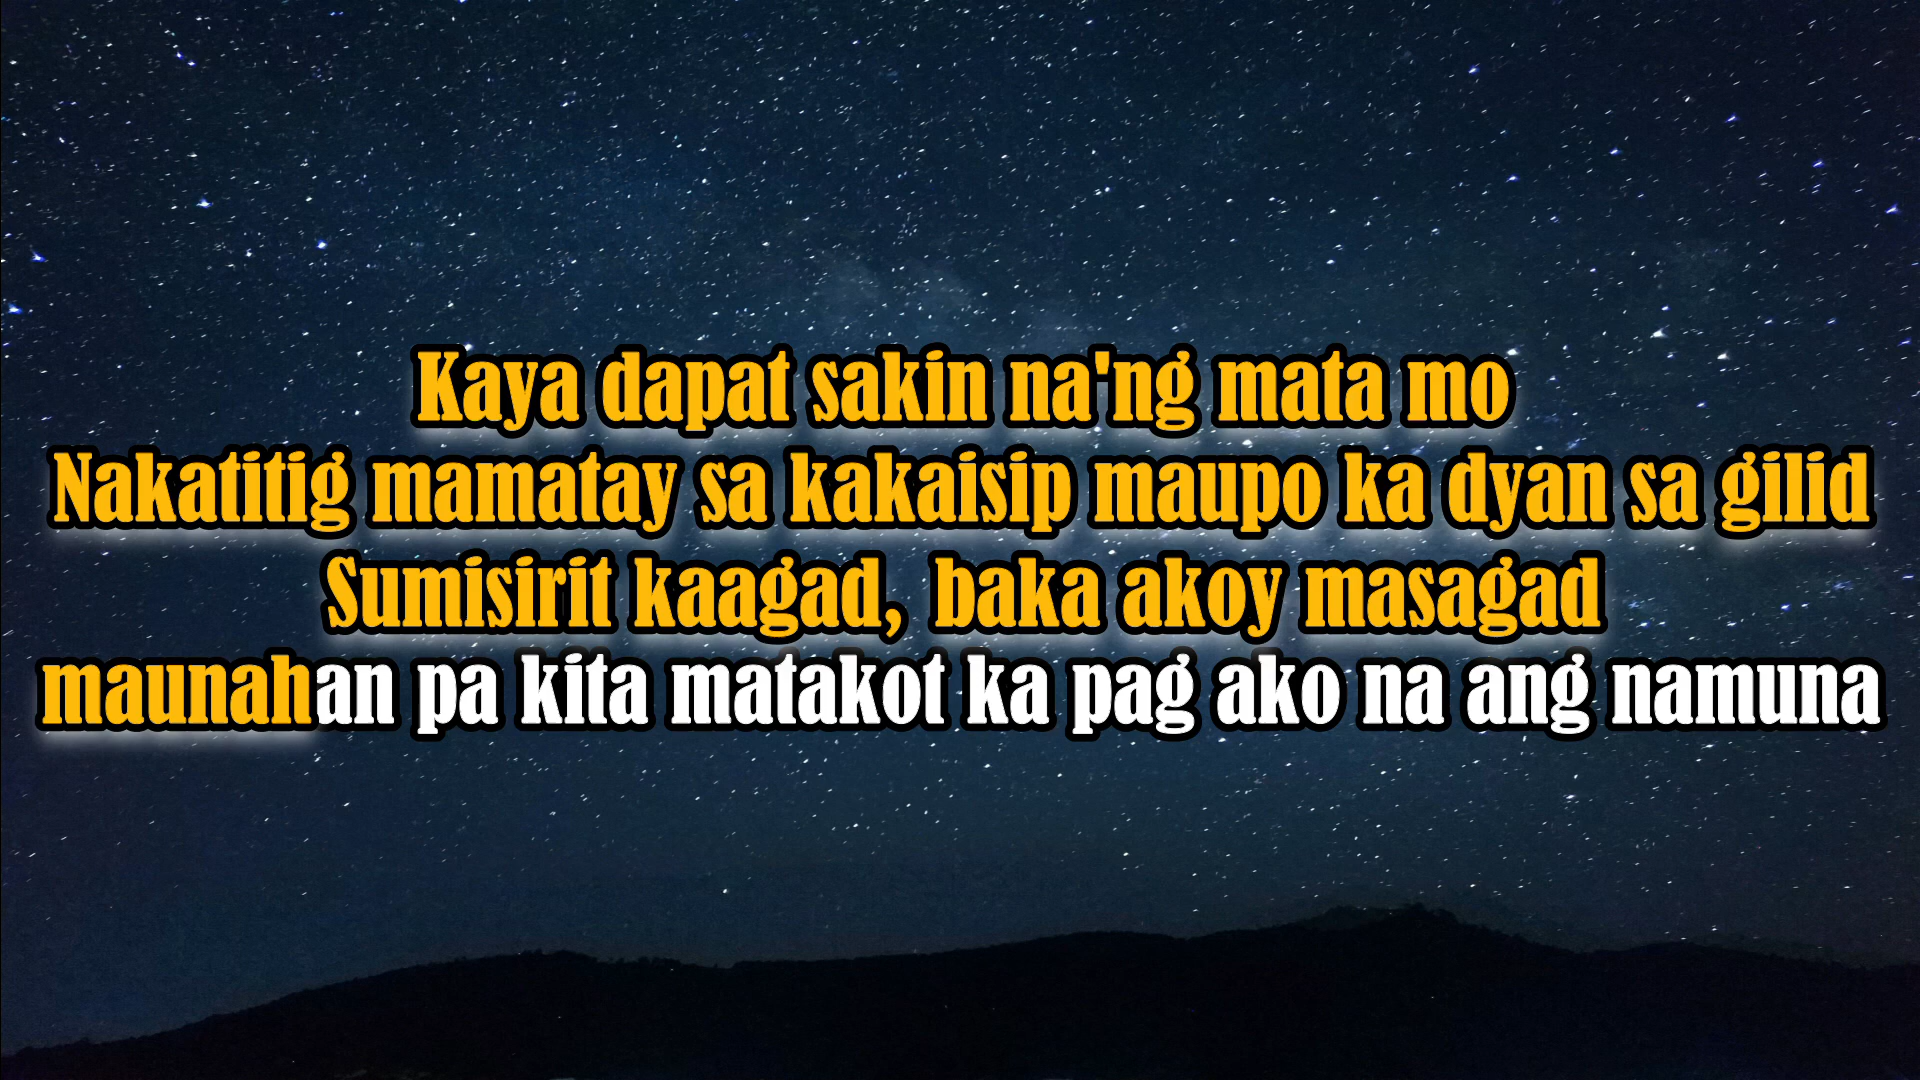 Kaya dapat sakin na'ng mata mo
Nakatitig mamatay sa kakaisip maupo ka dyan sa gilid
Sumisirit kaagad, baka akoy masagad
maunahan pa kita matakot ka pag ako na ang namuna